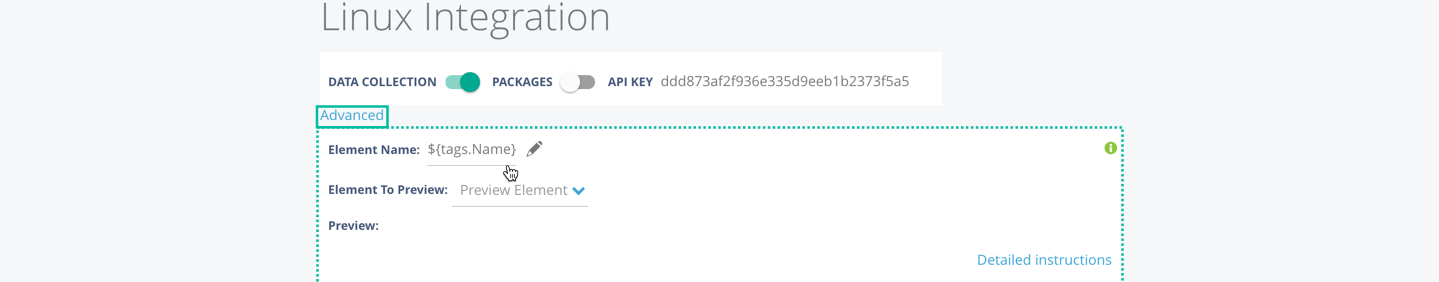 Linux Integration
DATA COLLECTION PACKAGES API KEY ddd873af2f936e335d9eeb1b2373f5a5
Advanced
Element Name: ${tags.Name}
Element To Preview: Preview Element
Preview:
Detailed instructions